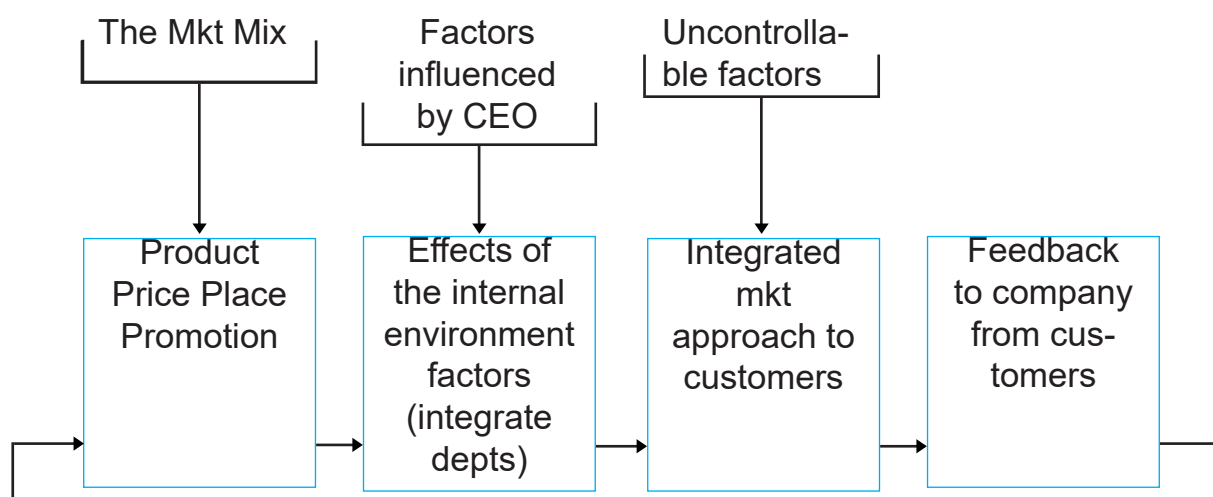 The Mkt Mix
Factors
influenced
by CEO
Uncontrolla-
ble factors
Product
Price Place
Promotion
Effects of
the internal
environment
factors
(integrate
depts)
Integrated
mkt
approach to
customers
Feedback
to company
from cus-
tomers